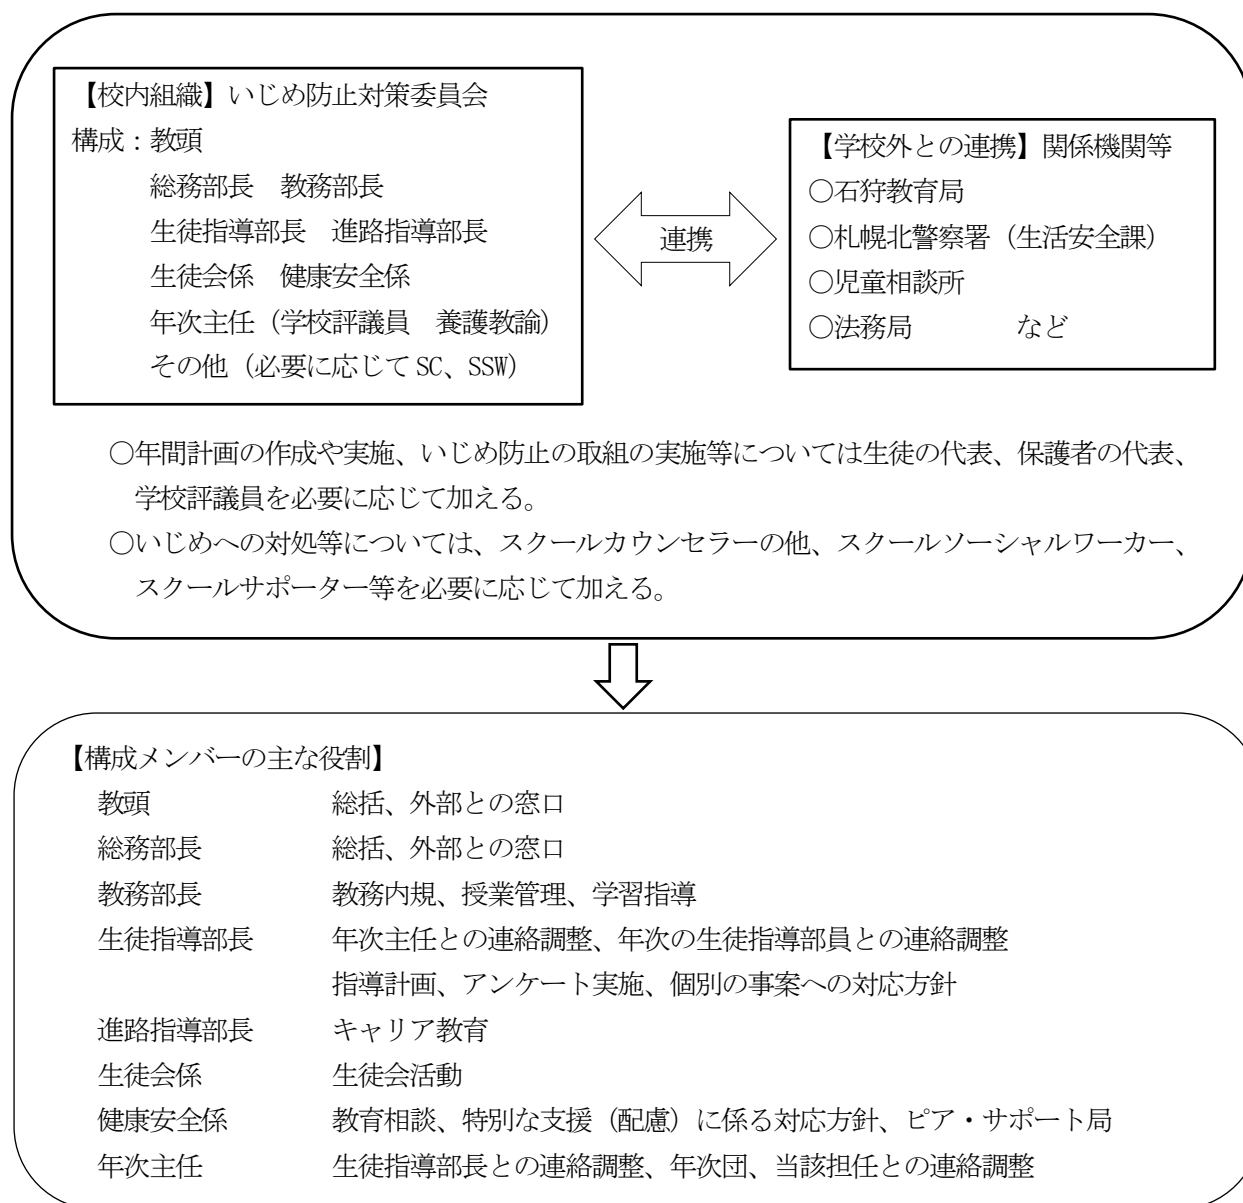 【校内組織】いじめ防止対策委員会
構成：教頭
総務部長　教務部長
生徒指導部長　進路指導部長
生徒会係　健康安全係
年次主任（学校評議員　養護教諭）
その他（必要に応じて SC、SSW）
連携
【学校外との連携】関係機関等
○石狩教育局
○札幌北警察署（生活安全課）
○児童相談所
○法務局　　　など
○年間計画の作成や実施、いじめ防止の取組の実施等については生徒の代表、保護者の代表、
学校評議員を必要に応じて加える。
○いじめへの対処等については、スクールカウンセラーの他、スクールソーシャルワーカー、
スクールサポーター等を必要に応じて加える。
【構成メンバーの主な役割】
教頭　総括、外部との窓口
総務部長　総括、外部との窓口
教務部長　教務内規、授業管理、学習指導
生徒指導部長　年次主任との連絡調整、年次の生徒指導部員との連絡調整
指導計画、アンケート実施、個別の事案への対応方針
進路指導部長　キャリア教育
生徒会係　生徒会活動
健康安全係　教育相談、特別な支援（配慮）に係る対応方針、ピア・サポート局
年次主任　生徒指導部長との連絡調整、年次団、当該担任との連絡調整